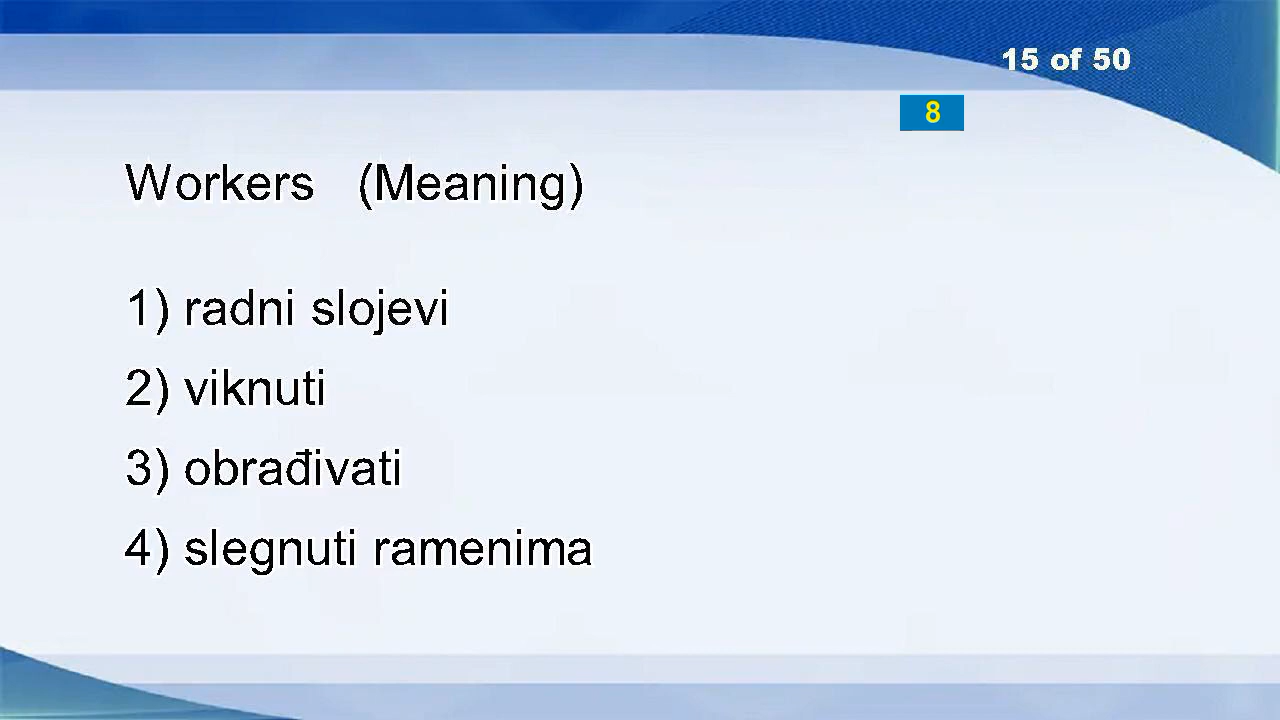 15 of 50
8
Workers (Meaning)
1) radni slojevi
2) viknuti
3) obrađivati
4) slegnuti ramenima